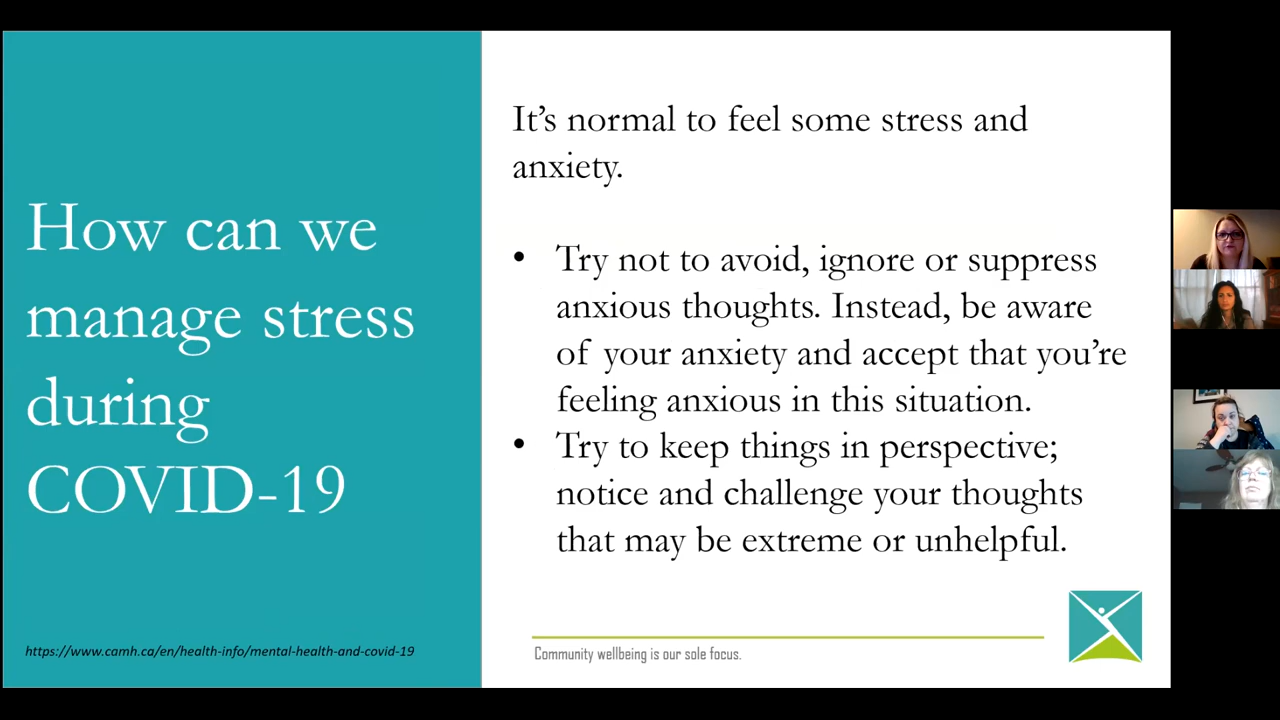 How can we
manage stress
during
COVID-19
https://www.camh.ca/en/health-info/mental-health-and-covid-19
It’s normal to feel some stress and
anxiety.
• Try not to avoid, ignore or suppress
anxious thoughts. Instead, be aware
of your anxiety and accept that you’re
feeling anxious in this situation.
• Try to keep things in perspective;
notice and challenge your thoughts
that may be extreme or unhelpful.
Community wellbeing is our sole focus.